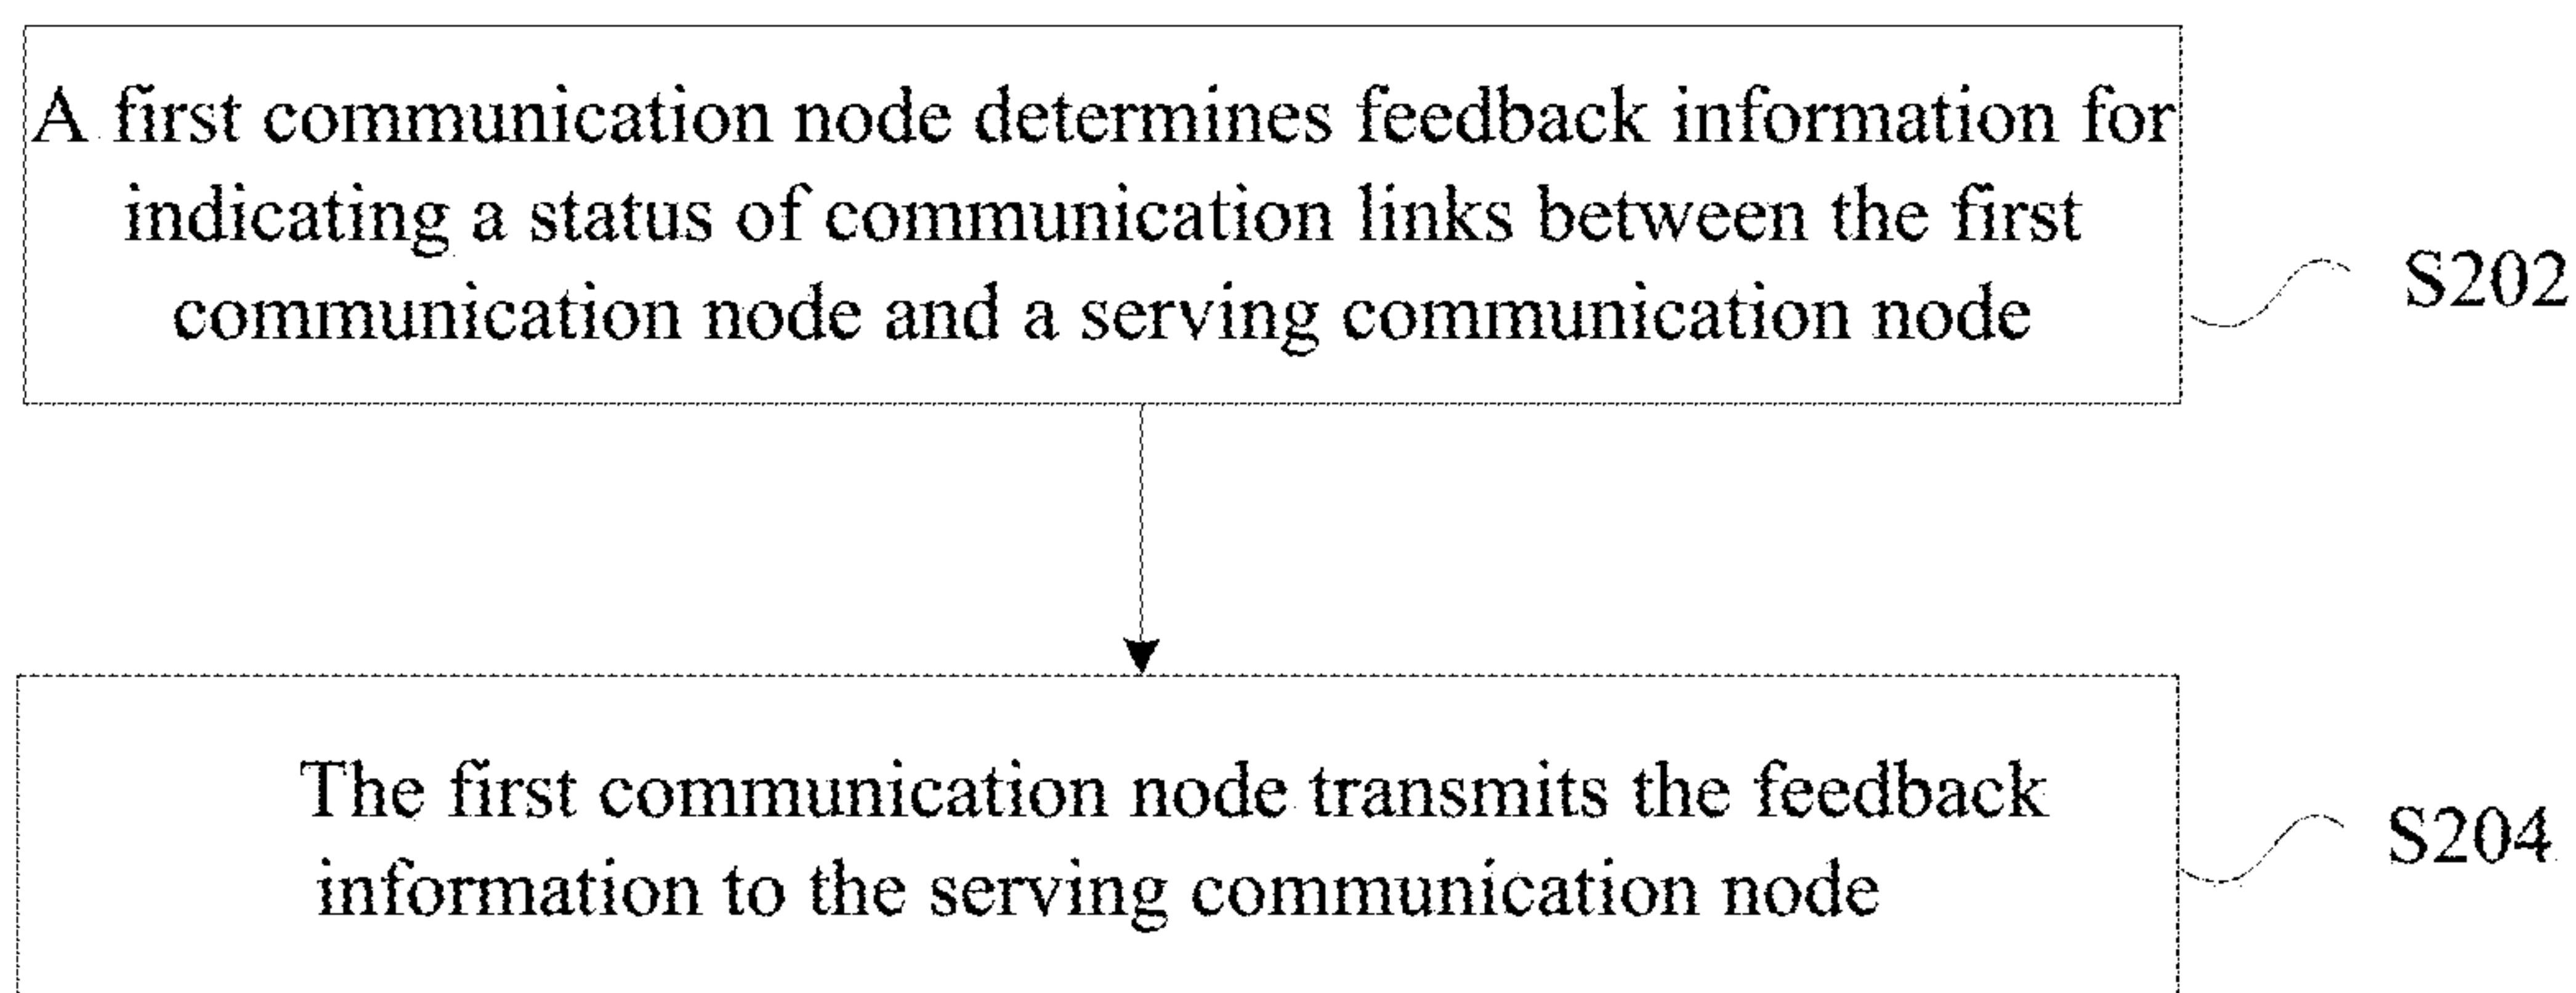 A first communication node determines feedback information for
indicating a status of communication links between the first
communication node and a serving communication node
S202
The first communication node transmits the feedback
information to the serving communication node
S204